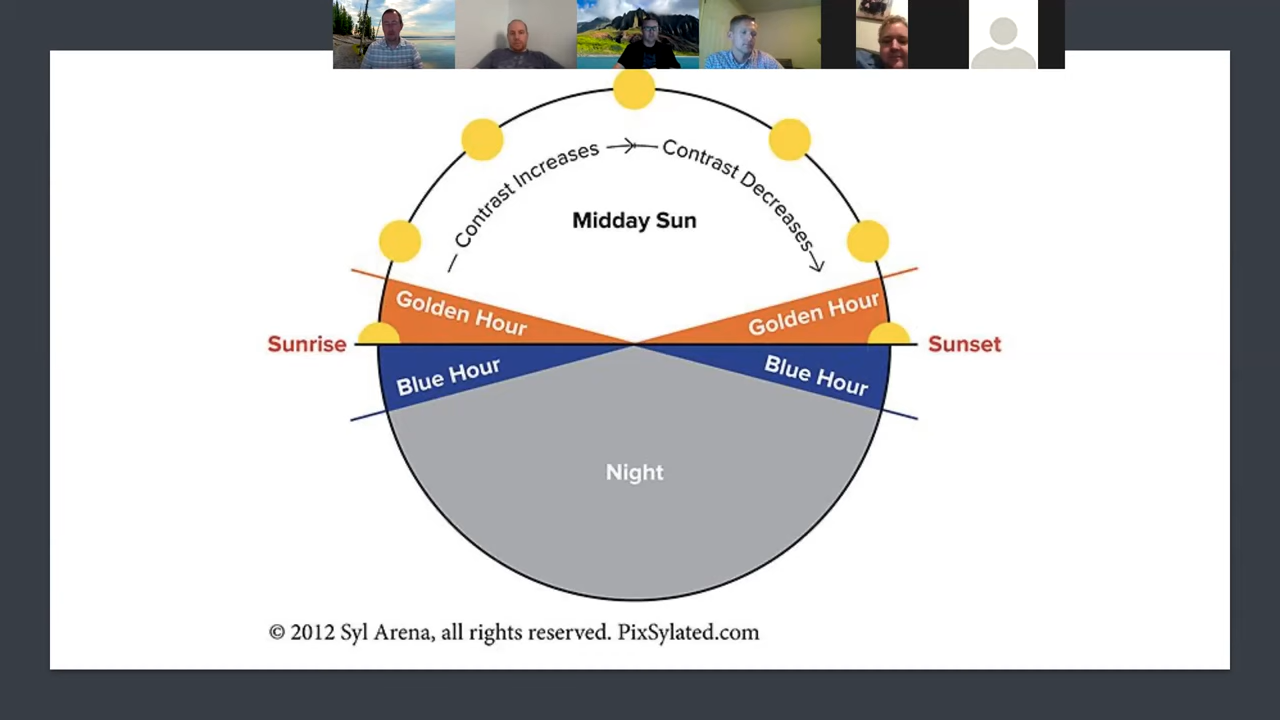 Contrast Increases
Contrast Decreases
Midday Sun
Golden Hour
Golden Hour
Sunrise
Sunset
Blue Hour
Blue Hour
Night
© 2012 Syl Arena, all rights reserved. PixSylated.com